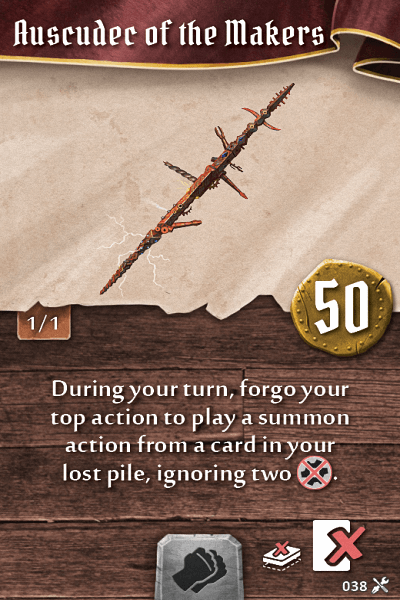 Auscudec of the Makers
1/1
50
During your turn, forgo your
top action to play a summon
action from a card in your
lost pile, ignoring two .
038